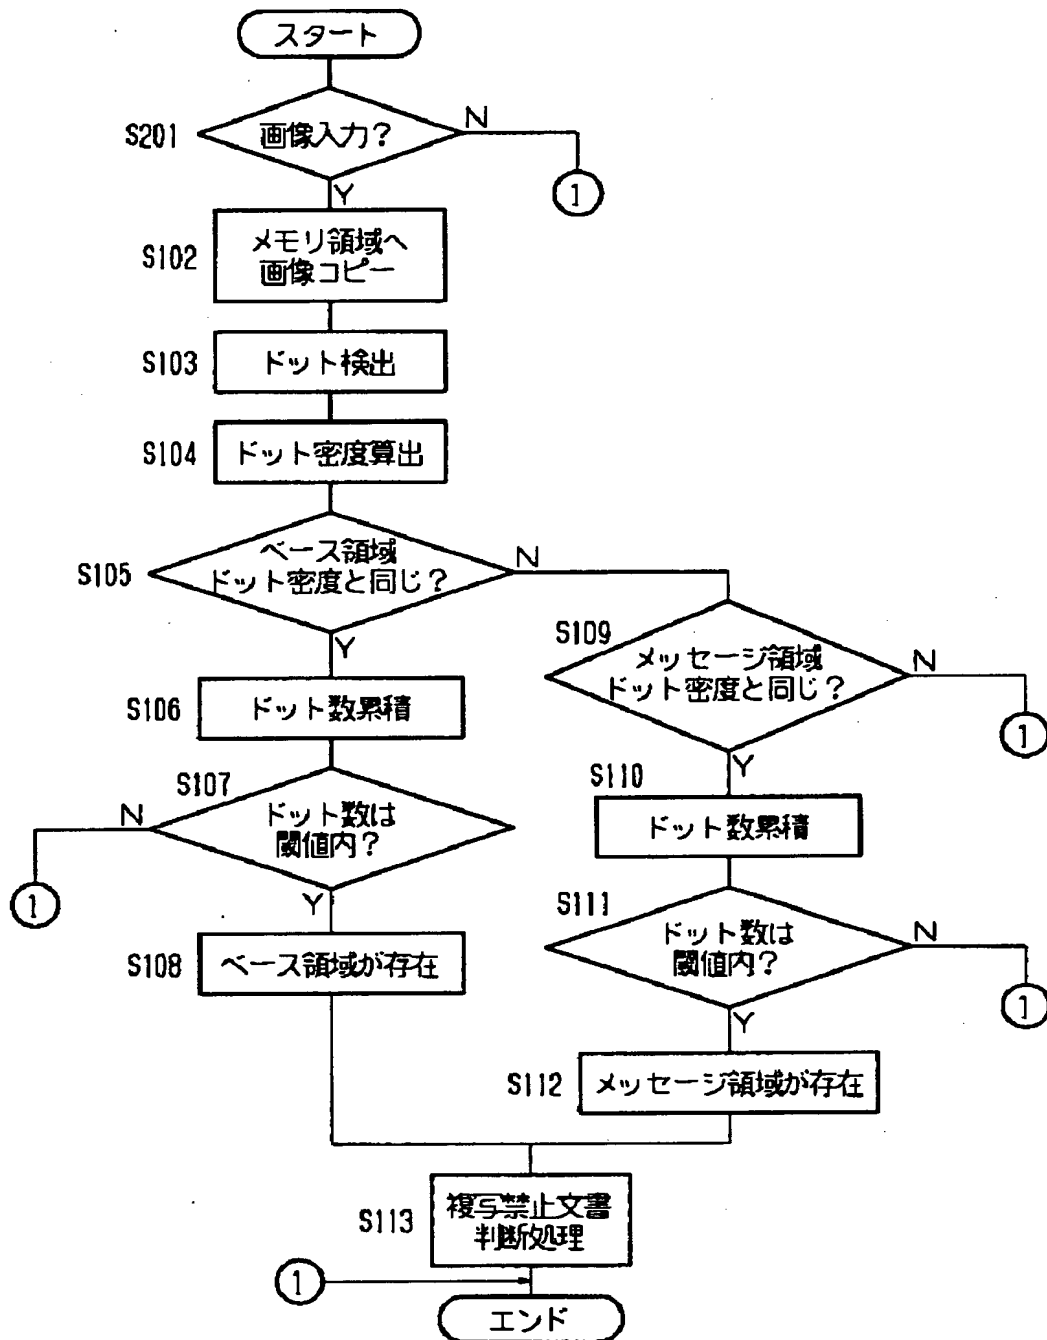 スタート
S201
画像入力?
N
1
Y
S102
メモリ領域へ
画像コピー
S103
ドット検出
S104
ドット密度算出
S105
ベース領域
ドット密度と同じ?
N
Y
S109
メッセージ領域
ドット密度と同じ?
N
1
Y
S106
ドット数累積
S107
ドット数は
閾値内?
N
1
Y
S110
ドット数累積
S111
ドット数は
閾値内?
N
1
Y
S108
ベース領域が存在
S112
メッセージ領域が存在
S113
複写禁止文書
判断処理
1
エンド